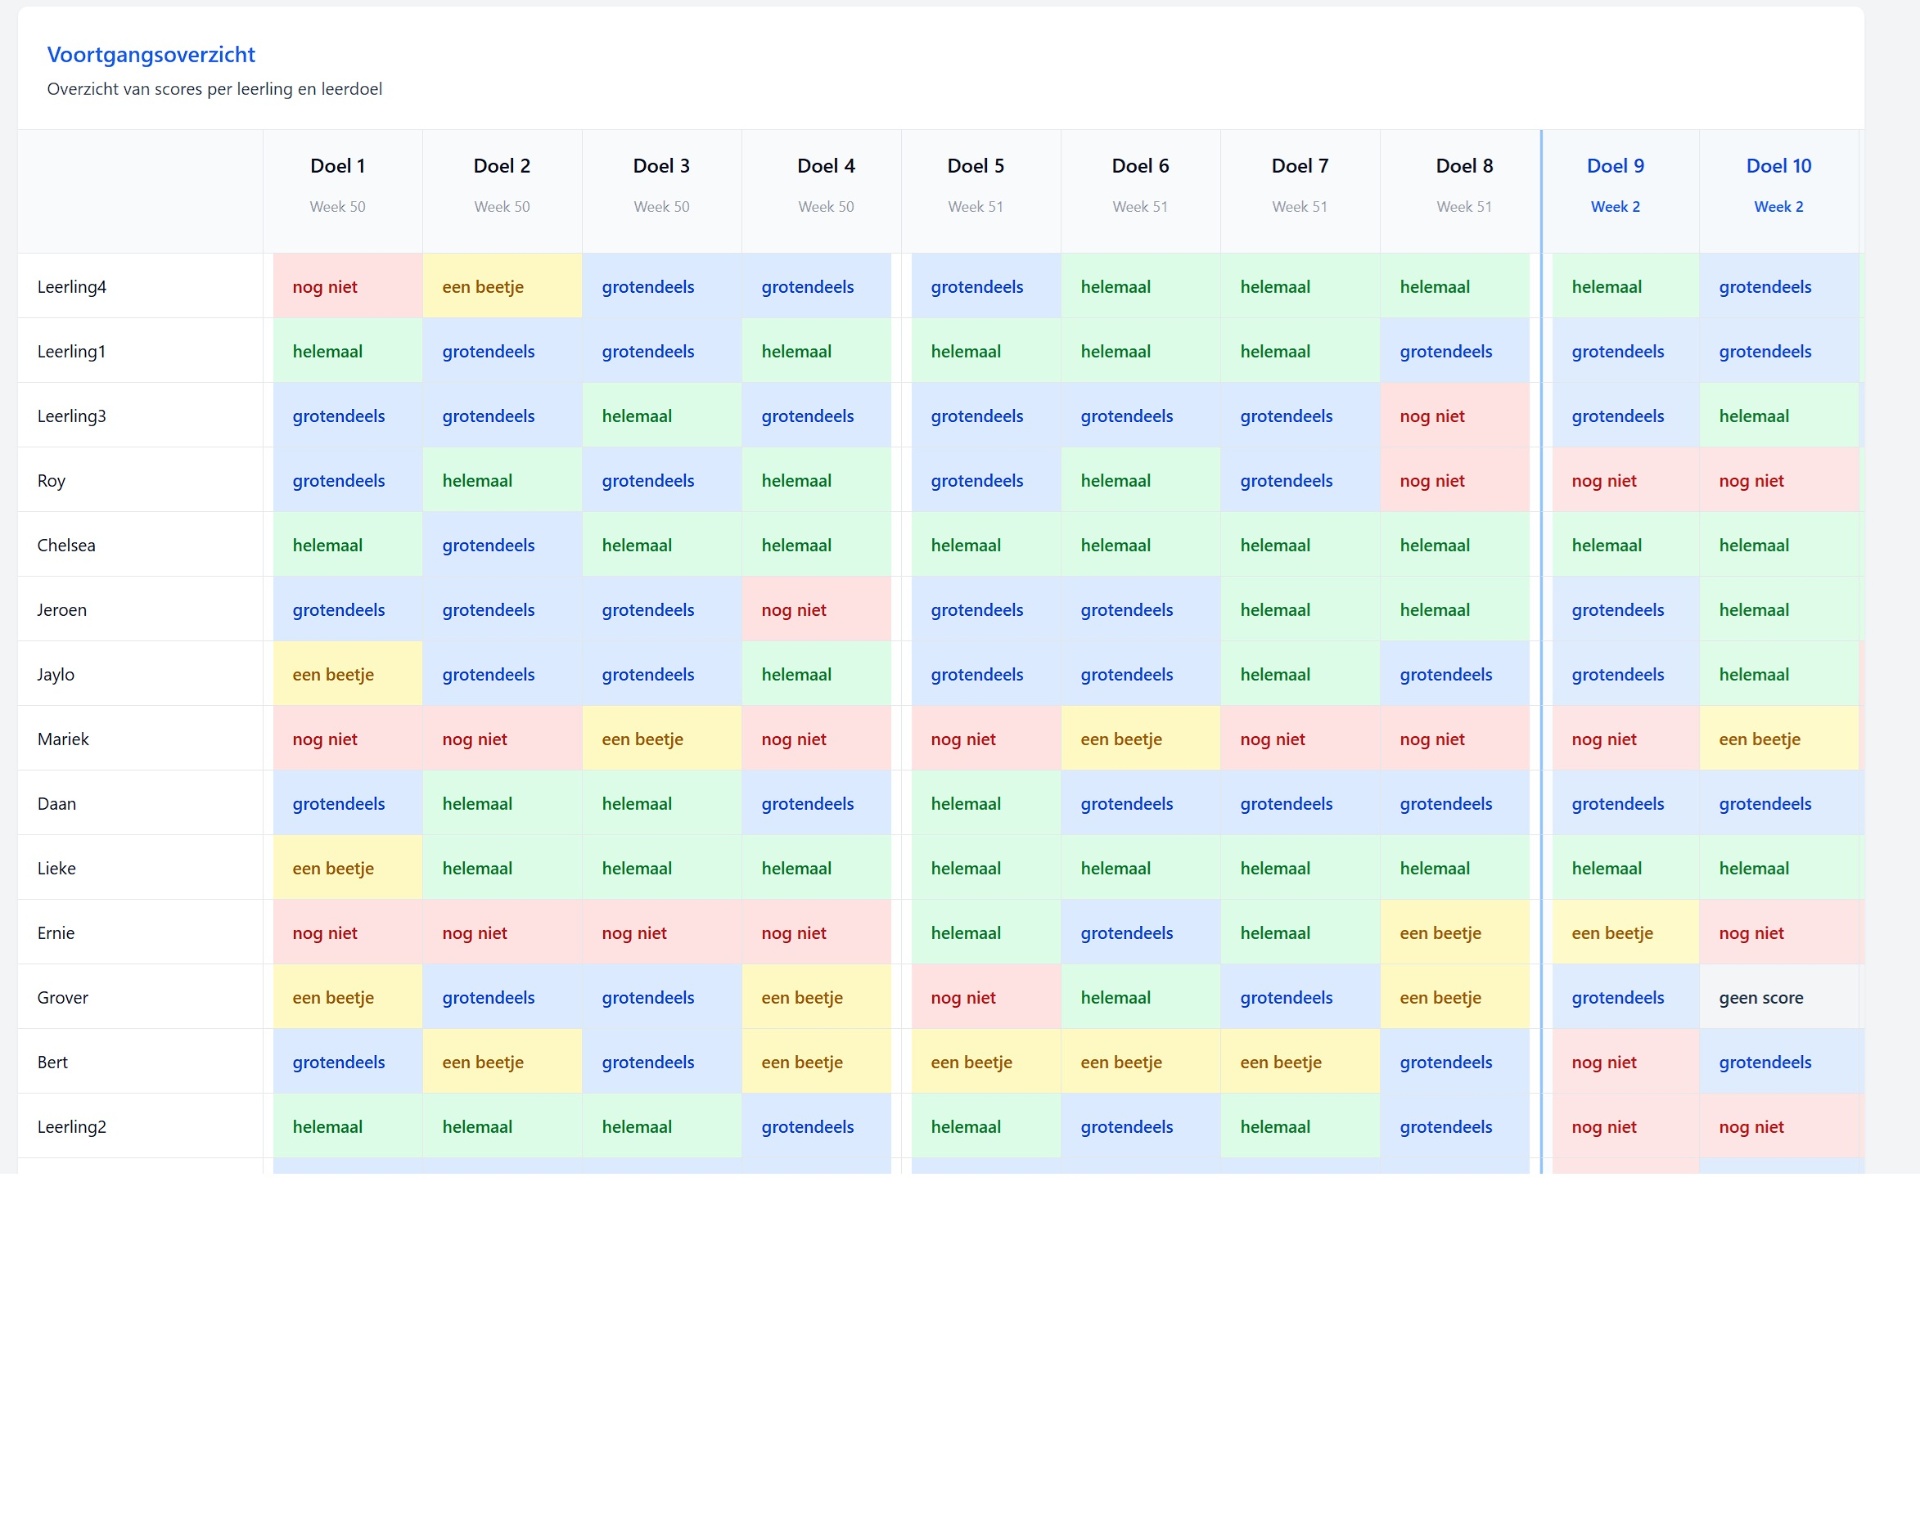 Voortgangsoverzicht
Overzicht van scores per leerling en leerdoel
Doel 1 Doel 2 Doel 3 Doel 4 Doel 5 Doel 6 Doel 7 Doel 8 Doel 9 Doel 10
Week 50 Week 50 Week 50 Week 50 Week 51 Week 51 Week 51 Week 51 Week 2 Week 2
Leerling4 nog niet een beetje grotendeels grotendeels grotendeels helemaal helemaal helemaal helemaal grotendeels
Leerling1 helemaal grotendeels grotendeels helemaal helemaal helemaal helemaal grotendeels grotendeels grotendeels
Leerling3 grotendeels grotendeels helemaal grotendeels grotendeels grotendeels grotendeels nog niet grotendeels helemaal
Roy grotendeels helemaal grotendeels helemaal grotendeels helemaal grotendeels nog niet nog niet nog niet
Chelsea helemaal grotendeels helemaal helemaal helemaal helemaal helemaal helemaal helemaal helemaal
Jeroen grotendeels grotendeels grotendeels nog niet grotendeels grotendeels helemaal helemaal grotendeels helemaal
Jaylo een beetje grotendeels grotendeels helemaal grotendeels grotendeels helemaal grotendeels grotendeels helemaal
Mariek nog niet nog niet een beetje nog niet nog niet een beetje nog niet nog niet nog niet een beetje
Daan grotendeels helemaal helemaal grotendeels helemaal grotendeels grotendeels grotendeels grotendeels grotendeels
Lieke een beetje helemaal helemaal helemaal helemaal helemaal helemaal helemaal helemaal helemaal
Ernie nog niet nog niet nog niet nog niet helemaal grotendeels helemaal een beetje een beetje nog niet
Grover een beetje grotendeels grotendeels een beetje nog niet helemaal grotendeels een beetje grotendeels geen score
Bert grotendeels een beetje grotendeels een beetje een beetje een beetje een beetje grotendeels nog niet grotendeels
Leerling2 helemaal helemaal helemaal grotendeels helemaal grotendeels helemaal grotendeels nog niet nog niet